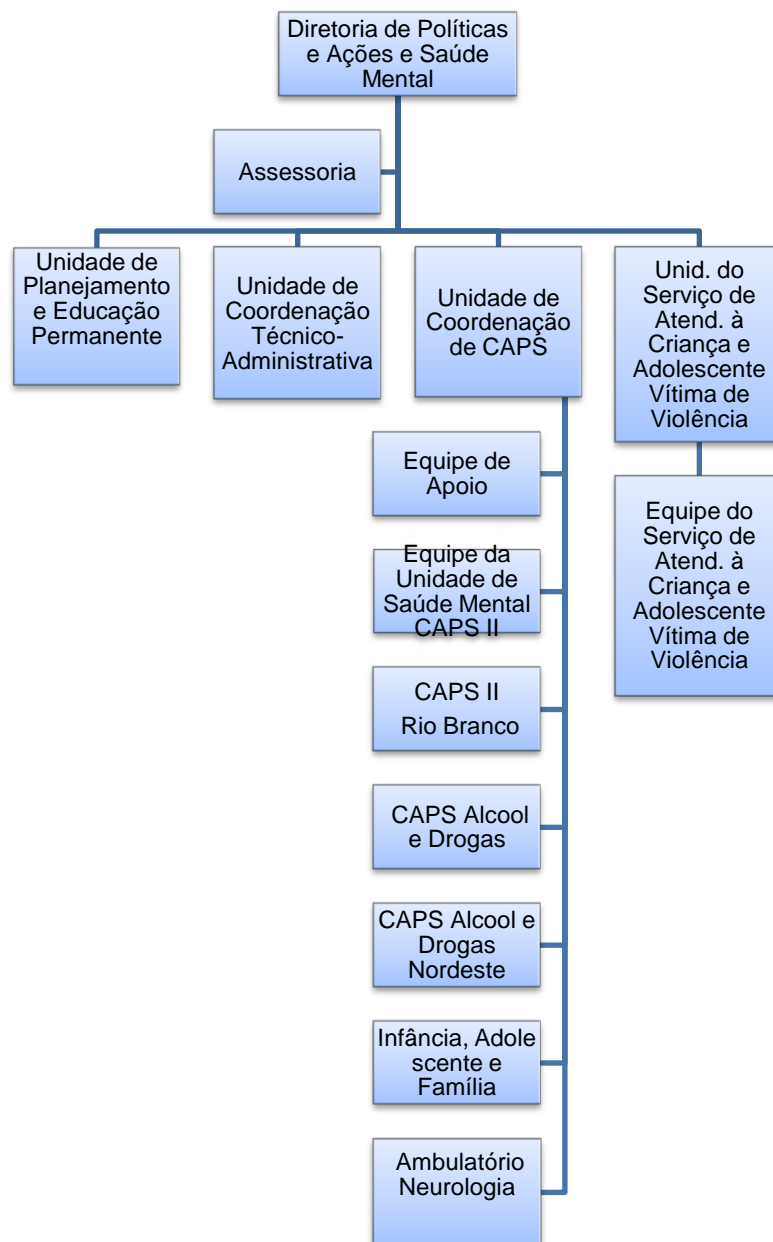 Diretoria de Políticas
e Ações e Saúde
Mental
Assessoria
Unidade de
Planejamento
e Educação
Permanente
Unidade de
Coordenação
Técnico-
Administrativa
Unidade de
Coordenação
de CAPS
Unid. do
Serviço de
Atend. à
Criança e
Adolescente
Vítima de
Violência
Equipe de
Apoio
Equipe da
Unidade de
Saúde Mental
CAPS II
CAPS II
Rio Branco
CAPS Alcool
e Drogas
CAPS Alcool e
Drogas
Nordeste
Infância, Adole
scente e
Família
Ambulatório
Neurologia
Equipe do
Serviço de
Atend. à
Criança e
Adolescente
Vítima de
Violência